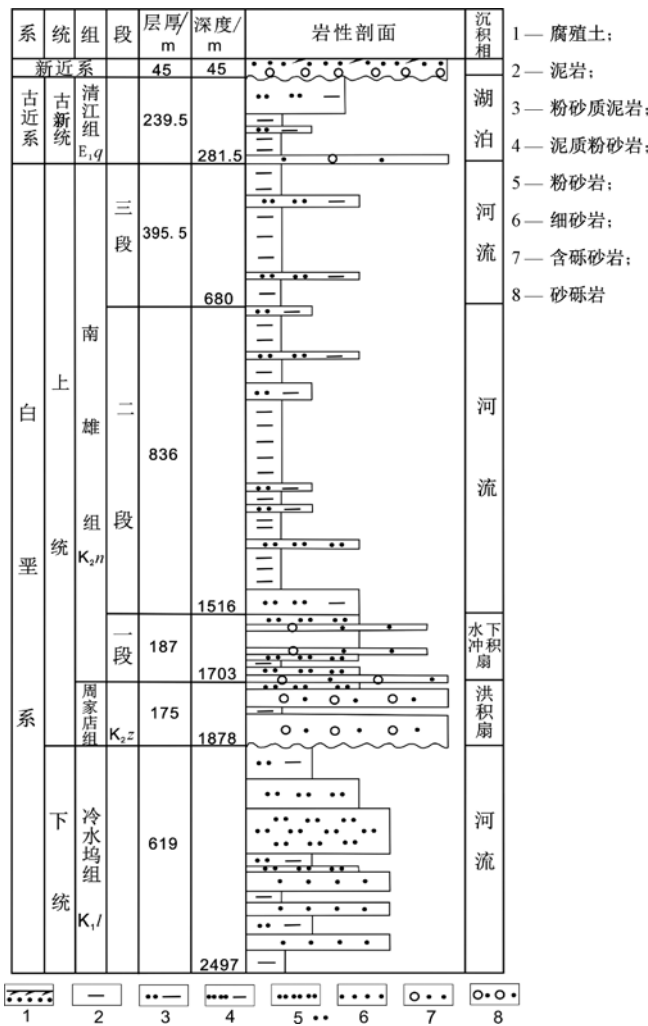 系 统 组 段 层厚/m 深度/m 岩性剖面 沉积相
新近系 45 45
古近系 古新统 清江组 E₁q 239.5 281.5 湖泊
白垩系 上统 南雄组 K₂n 三段 395.5 680 河流
二段 836 1516 河流
一段 187 1703 水下冲积扇
周家店组 K₂z 175 1878 洪积扇
下统 冷水坞组 K₁l 619 2497 河流
1 2 3 4 5 6 7 8
1 — 腐殖土;
2 — 泥岩;
3 — 粉砂质泥岩;
4 — 泥质粉砂岩;
5 — 粉砂岩;
6 — 细砂岩;
7 — 含砾砂岩;
8 — 砂砾岩